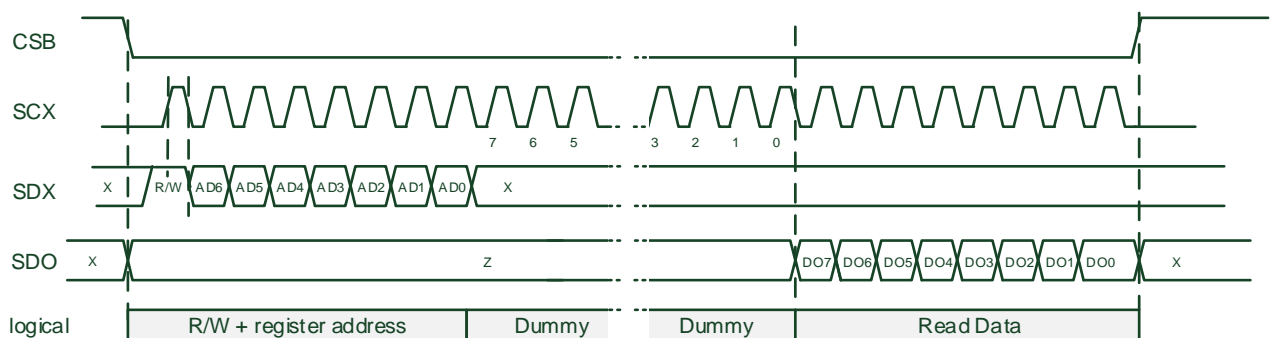 CSB
SCX
7 6 5 3 2 1 0
SDX X R/W AD6 AD5 AD4 AD3 AD2 AD1 AD0 X
SDO X Z DO7 DO6 DO5 DO4 DO3 DO2 DO1 DO0 X
logical R/W + register address Dummy Dummy Read Data